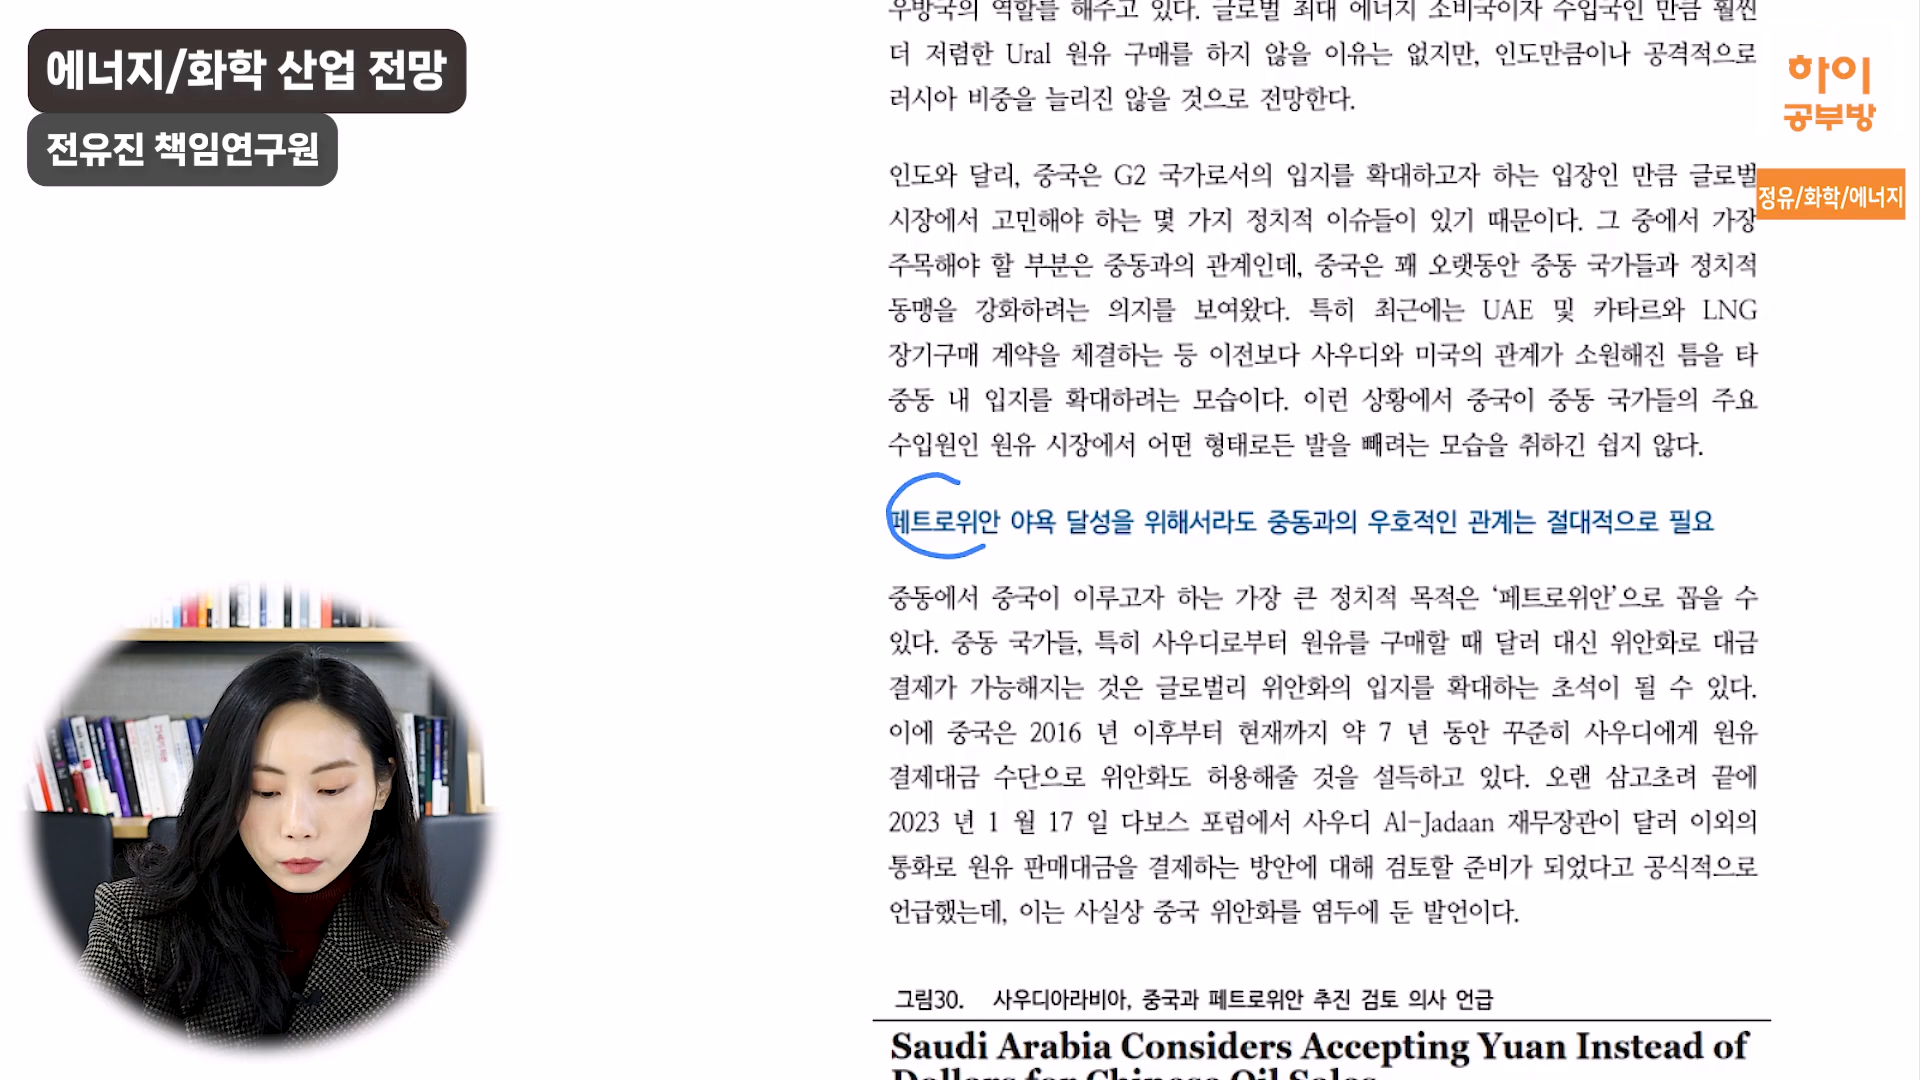 에너지/화학 산업 전망
전유진 책임연구원
하이
공부방
정유/화학/에너지
우방국의 역할을 해주고 있다. 글로벌 최대 에너지 소비국이자 수입국인 만큼 훨씬
더 저렴한 Ural 원유 구매를 하지 않을 이유는 없지만, 인도만큼이나 공격적으로
러시아 비중을 늘리진 않을 것으로 전망한다.
인도와 달리, 중국은 G2 국가로서의 입지를 확대하고자 하는 입장인 만큼 글로벌
시장에서 고민해야 하는 몇 가지 정치적 이슈들이 있기 때문이다. 그 중에서 가장
주목해야 할 부분은 중동과의 관계인데, 중국은 꽤 오랫동안 중동 국가들과 정치적
동맹을 강화하려는 의지를 보여왔다. 특히 최근에는 UAE 및 카타르와 LNG
장기구매 계약을 체결하는 등 이전보다 사우디와 미국의 관계가 소원해진 틈을 타
중동 내 입지를 확대하려는 모습이다. 이런 상황에서 중국이 중동 국가들의 주요
수입원인 원유 시장에서 어떤 형태로든 발을 빼려는 모습을 취하긴 쉽지 않다.
페트로위안 야욕 달성을 위해서라도 중동과의 우호적인 관계는 절대적으로 필요
중동에서 중국이 이루고자 하는 가장 큰 정치적 목적은 ‘페트로위안’으로 꼽을 수
있다. 중동 국가들, 특히 사우디로부터 원유를 구매할 때 달러 대신 위안화로 대금
결제가 가능해지는 것은 글로벌리 위안화의 입지를 확대하는 초석이 될 수 있다.
이에 중국은 2016 년 이후부터 현재까지 약 7 년 동안 꾸준히 사우디에게 원유
결제대금 수단으로 위안화도 허용해줄 것을 설득하고 있다. 오랜 삼고초려 끝에
2023 년 1 월 17 일 다보스 포럼에서 사우디 Al-Jadaan 재무장관이 달러 이외의
통화로 원유 판매대금을 결제하는 방안에 대해 검토할 준비가 되었다고 공식적으로
언급했는데, 이는 사실상 중국 위안화를 염두에 둔 발언이다.
그림30. 사우디아라비아, 중국과 페트로위안 추진 검토 의사 언급
Saudi Arabia Considers Accepting Yuan Instead of
Dollars for Chinese Oil Sales